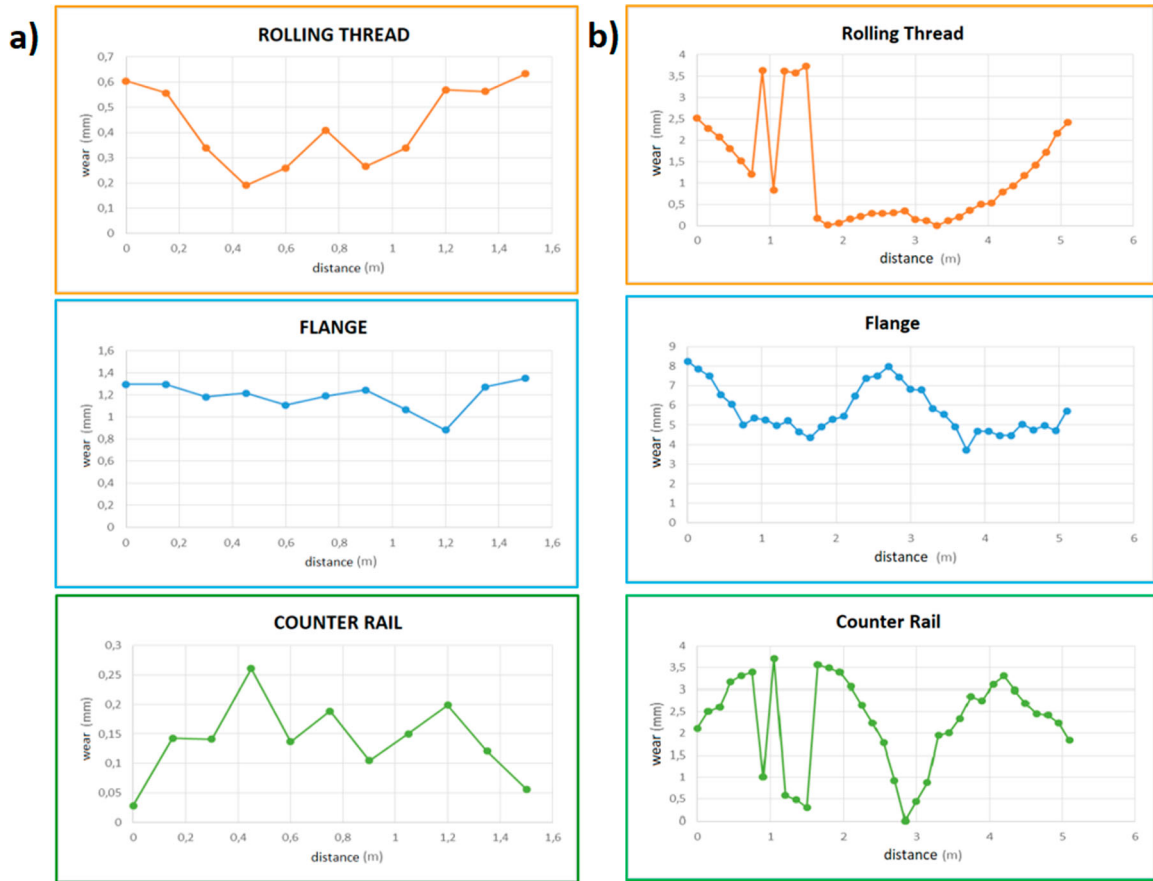 a)
ROLLING THREAD
0,7
0,6
0,5
0,4
0,3
0,2
0,2
0
wear (mm)
0 0,2 0,4 0,6 0,8 1 1,2 1,4 1,6
distance (m)
FLANGE
1,6
1,4
1,2
1
0,8
0,6
0,4
0,2
0
wear (mm)
0 0,2 0,4 0,6 0,8 1 1,2 1,4 1,6
distance (m)
COUNTER RAIL
0,3
0,25
0,2
0,15
0,1
0,05
0
wear (mm)
0 0,2 0,4 0,6 0,8 1 1,2 1,4 1,6
distance (m)
b)
Rolling Thread
4
3,5
3
2,5
2
1,5
1
0,5
0
wear (mm)
0 1 2 3 4 5 6
distance (m)
Flange
9
8
7
6
5
4
3
2
1
0
wear (mm)
0 1 2 3 4 5 6
distance (m)
Counter Rail
4
3,5
3
2,5
2
1,5
1
0,5
0
wear (mm)
0 1 2 3 4 5 6
distance (m)